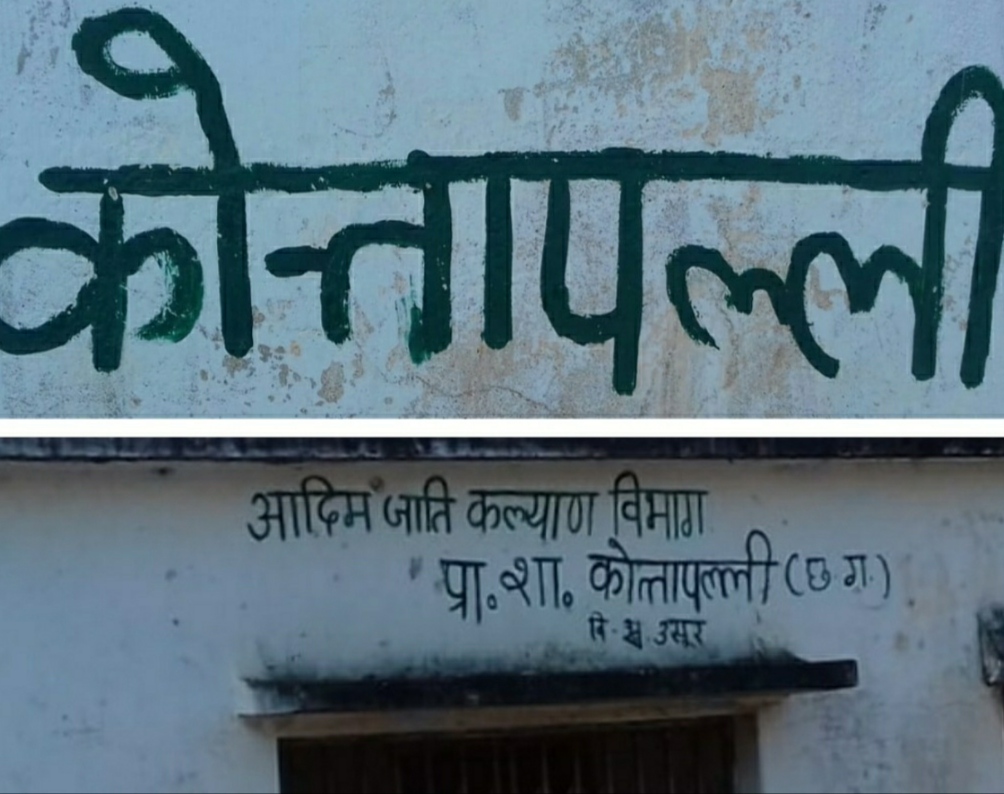 कोत्तापल्ली
आदिम जाति कल्याण विभाग
प्रा. शा. कोत्तापल्ली (छ ग.)
वि. ख. उसूर